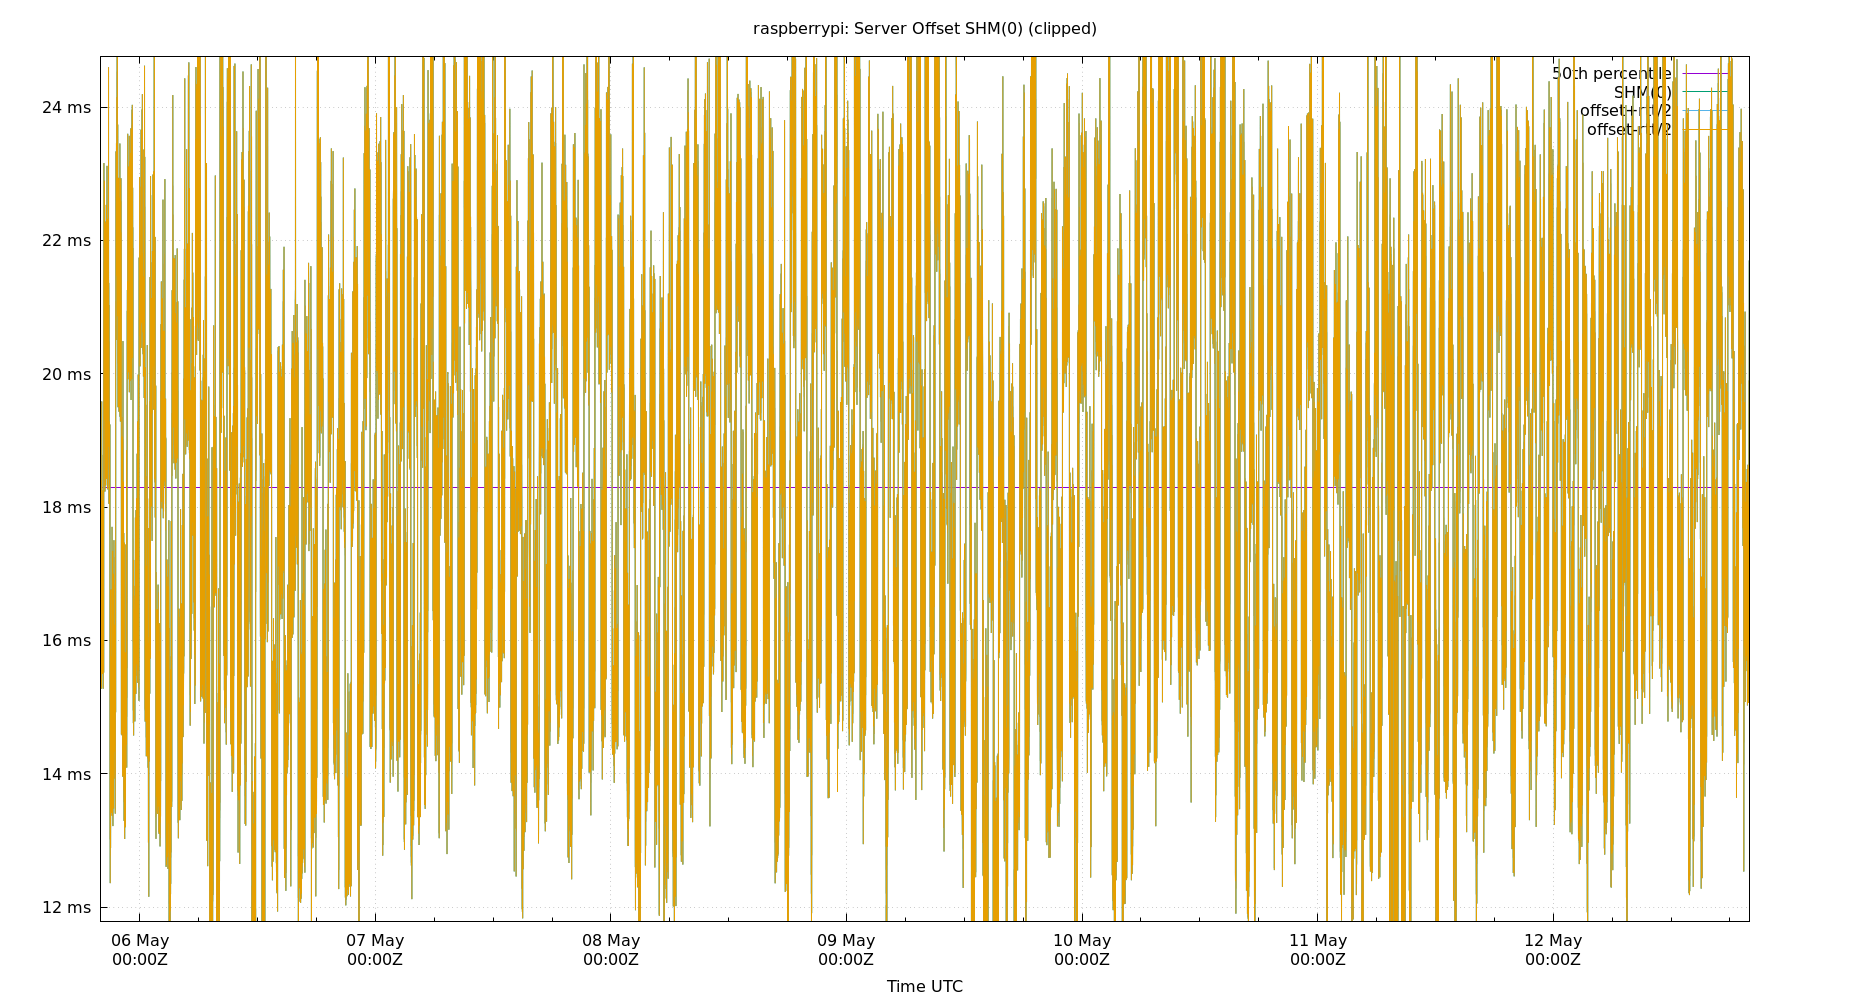 raspberrypi: Server Offset SHM(0) (clipped)
50th percentile
SHM(0)
offset+rtt/2
offset-rtt/2
24 ms
22 ms
20 ms
18 ms
16 ms
14 ms
12 ms
06 May
00:00Z
07 May
00:00Z
08 May
00:00Z
09 May
00:00Z
10 May
00:00Z
11 May
00:00Z
12 May
00:00Z
Time UTC